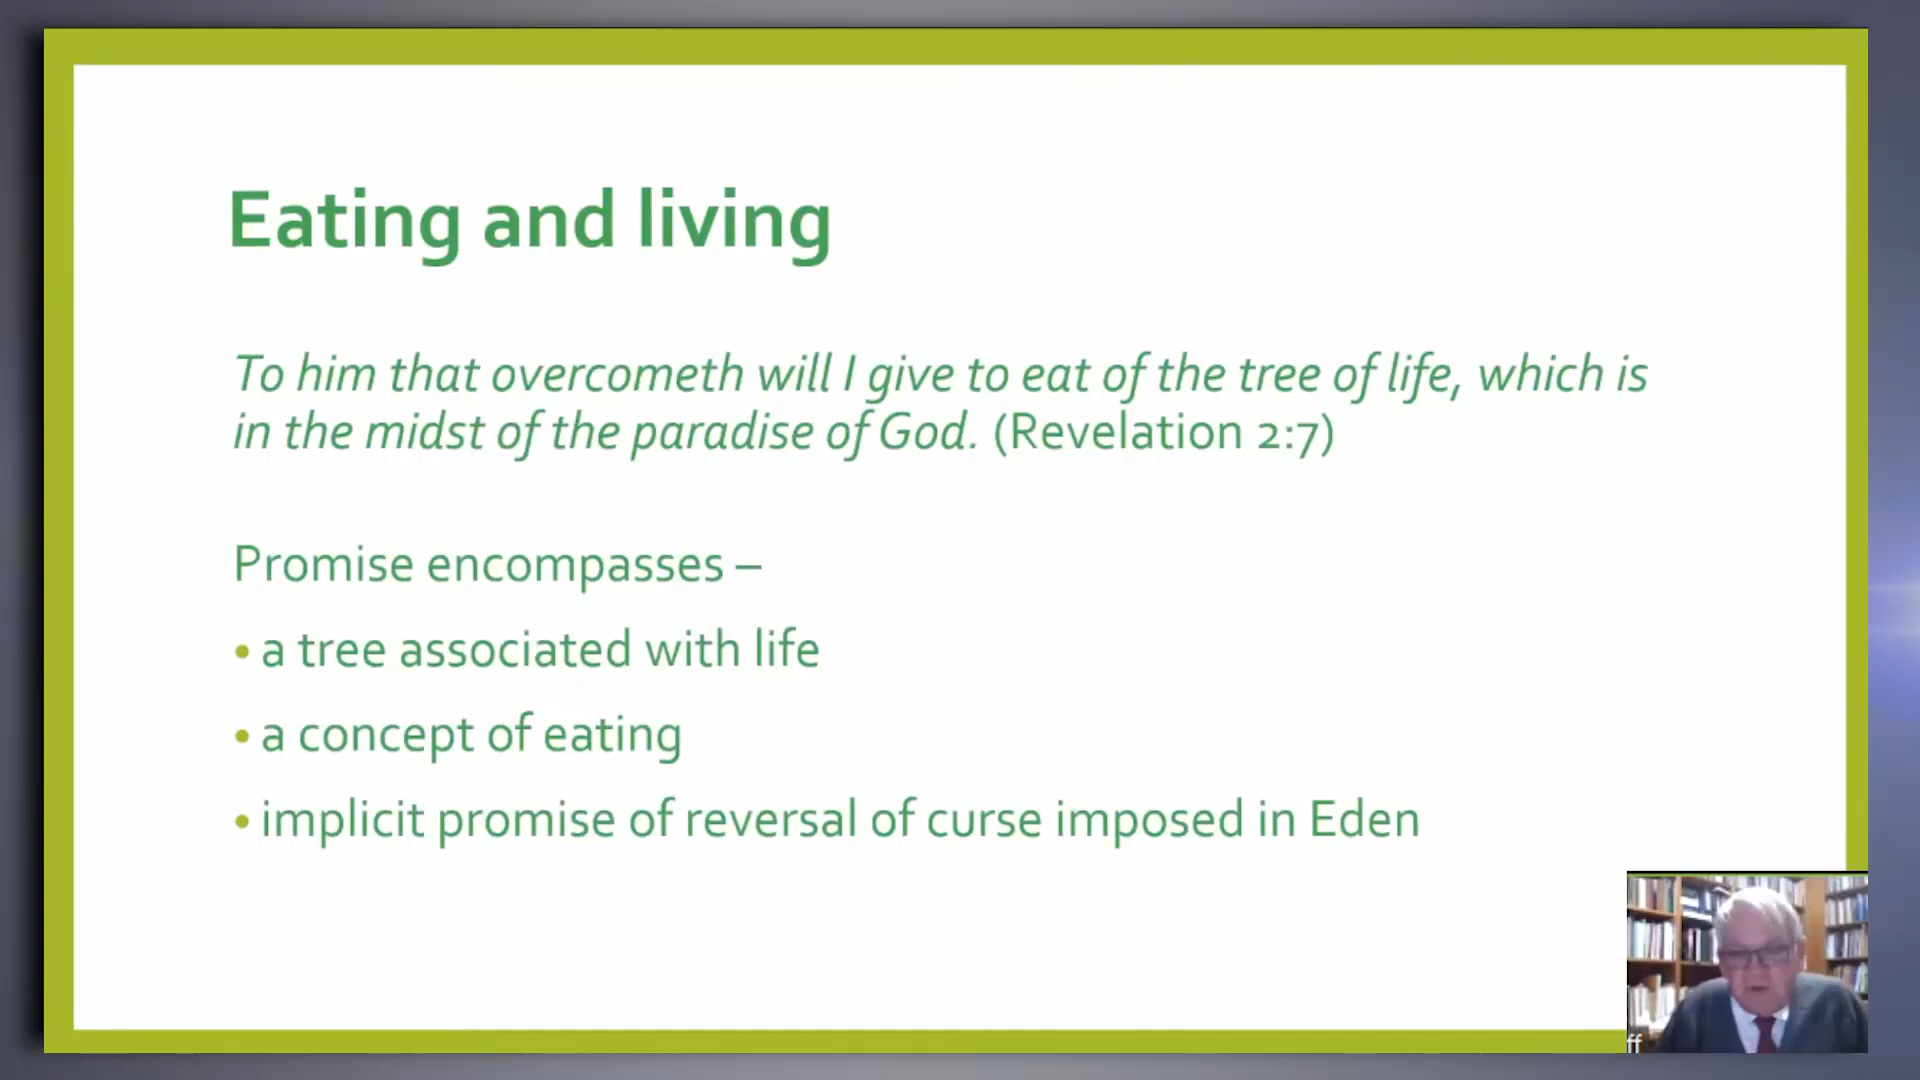 Eating and living
To him that overcometh will I give to eat of the tree of life, which is
in the midst of the paradise of God. (Revelation 2:7)
Promise encompasses –
• a tree associated with life
• a concept of eating
• implicit promise of reversal of curse imposed in Eden
ff